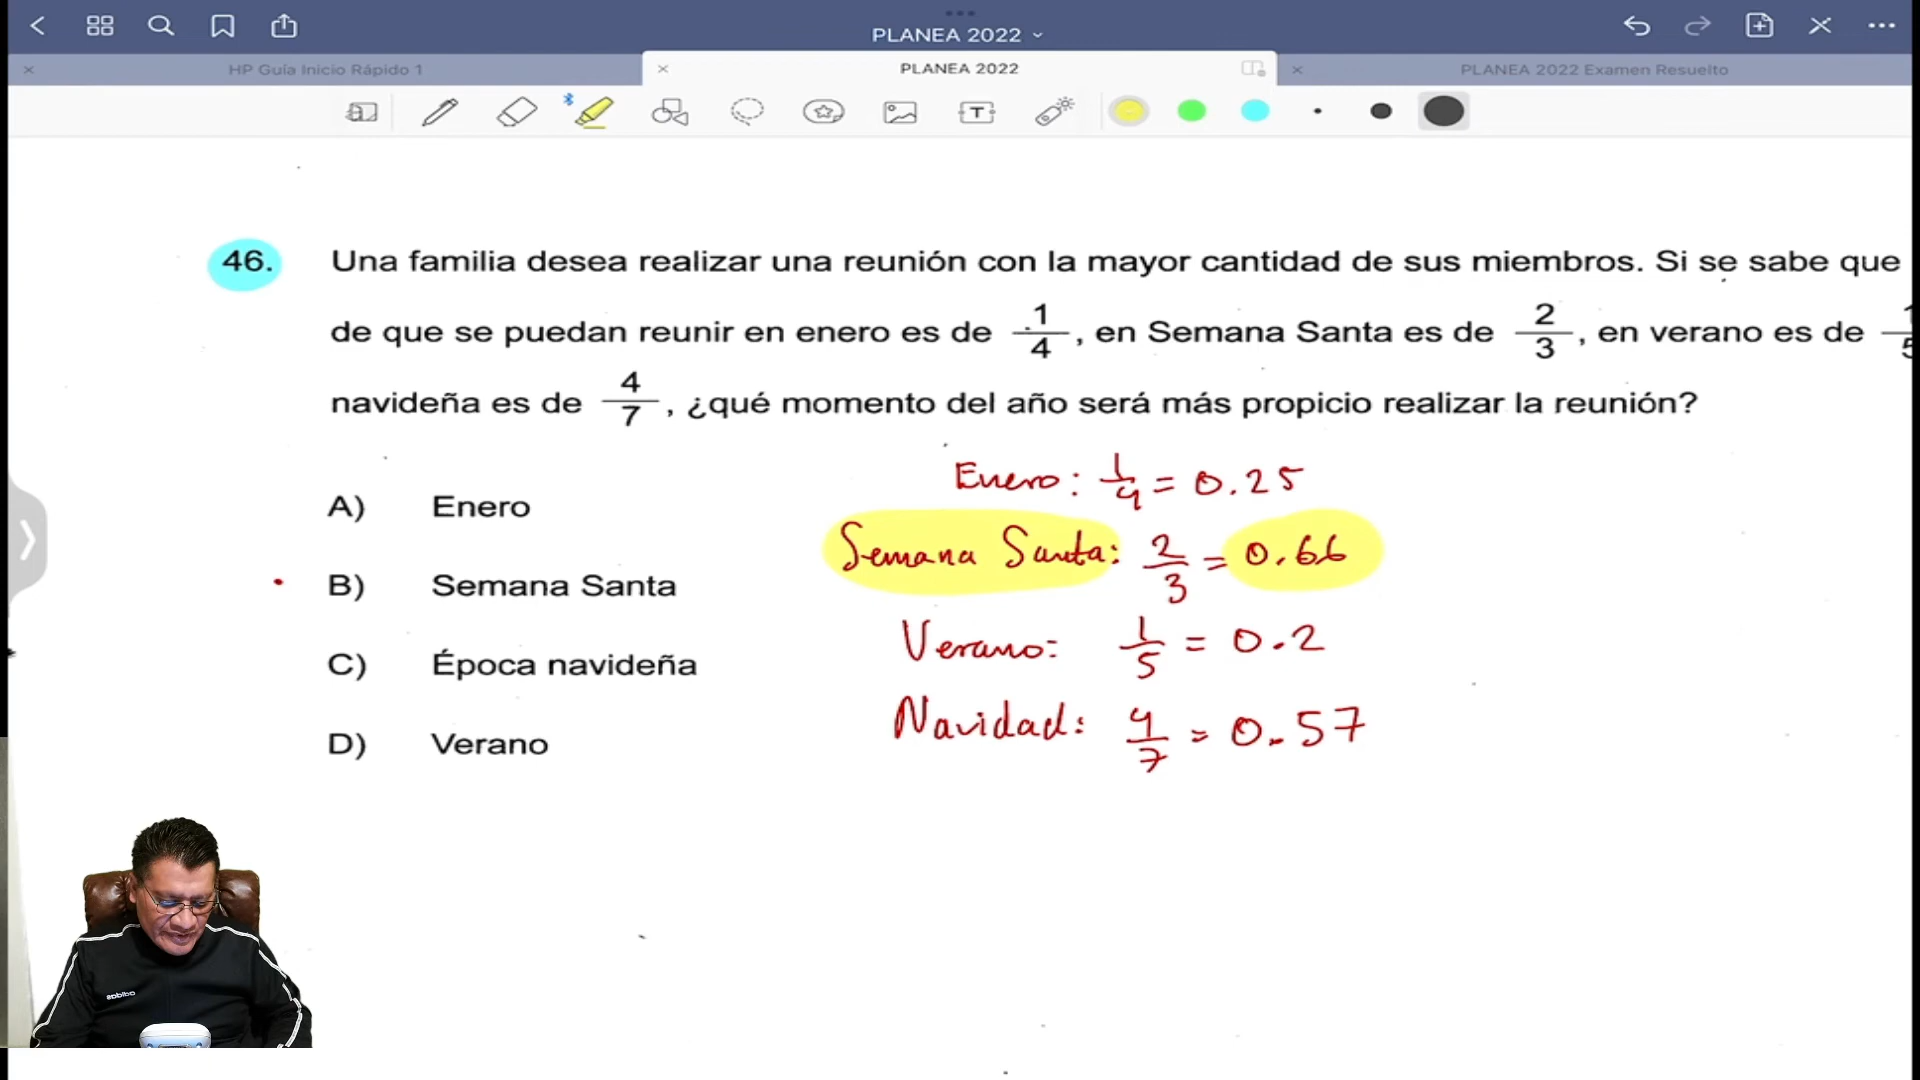 PLANEA 2022
HP Guía Inicio Rápido 1
PLANEA 2022
PLANEA 2022 Examen Resuelto
46. Una familia desea realizar una reunión con la mayor cantidad de sus miembros. Si se sabe que
de que se puedan reunir en enero es de 1/4, en Semana Santa es de 2/3, en verano es de
navideña es de 4/7, ¿qué momento del año será más propicio realizar la reunión?
A) Enero
B) Semana Santa
C) Época navideña
D) Verano
Enero: 1/4 = 0.25
Semana Santa: 2/3 = 0.66
Verano: 1/5 = 0.2
Navidad: 4/7 = 0.57
adidas